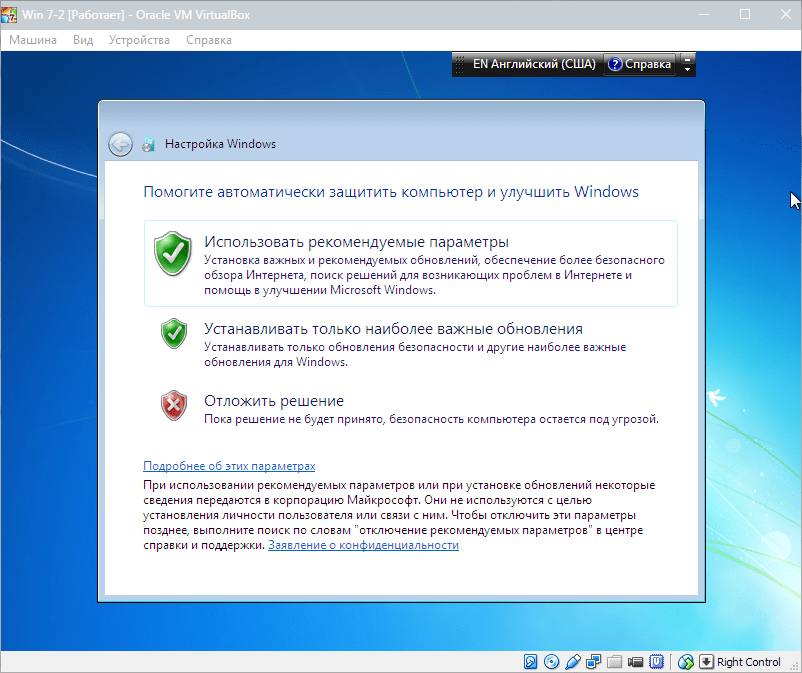 Win 7-2 [Работает] - Oracle VM VirtualBox
Машина Вид Устройства Справка
EN Английский (США) Справка
Настройка Windows
Помогите автоматически защитить компьютер и улучшить Windows
Использовать рекомендуемые параметры
Установка важных и рекомендуемых обновлений, обеспечение более безопасного
обзора Интернета, поиск решений для возникающих проблем в Интернете и
помощь в улучшении Microsoft Windows.
Устанавливать только наиболее важные обновления
Устанавливать только обновления безопасности и другие наиболее важные
обновления для Windows.
Отложить решение
Пока решение не будет принято, безопасность компьютера остается под угрозой.
Подробнее об этих параметрах
При использовании рекомендуемых параметров или при установке обновлений некоторые
сведения передаются в корпорацию Майкрософт. Они не используются с целью
установления личности пользователя или связи с ним. Чтобы отключить эти параметры
позднее, выполните поиск по словам "отключение рекомендуемых параметров" в центре
справки и поддержки. Заявление о конфиденциальности
Right Control